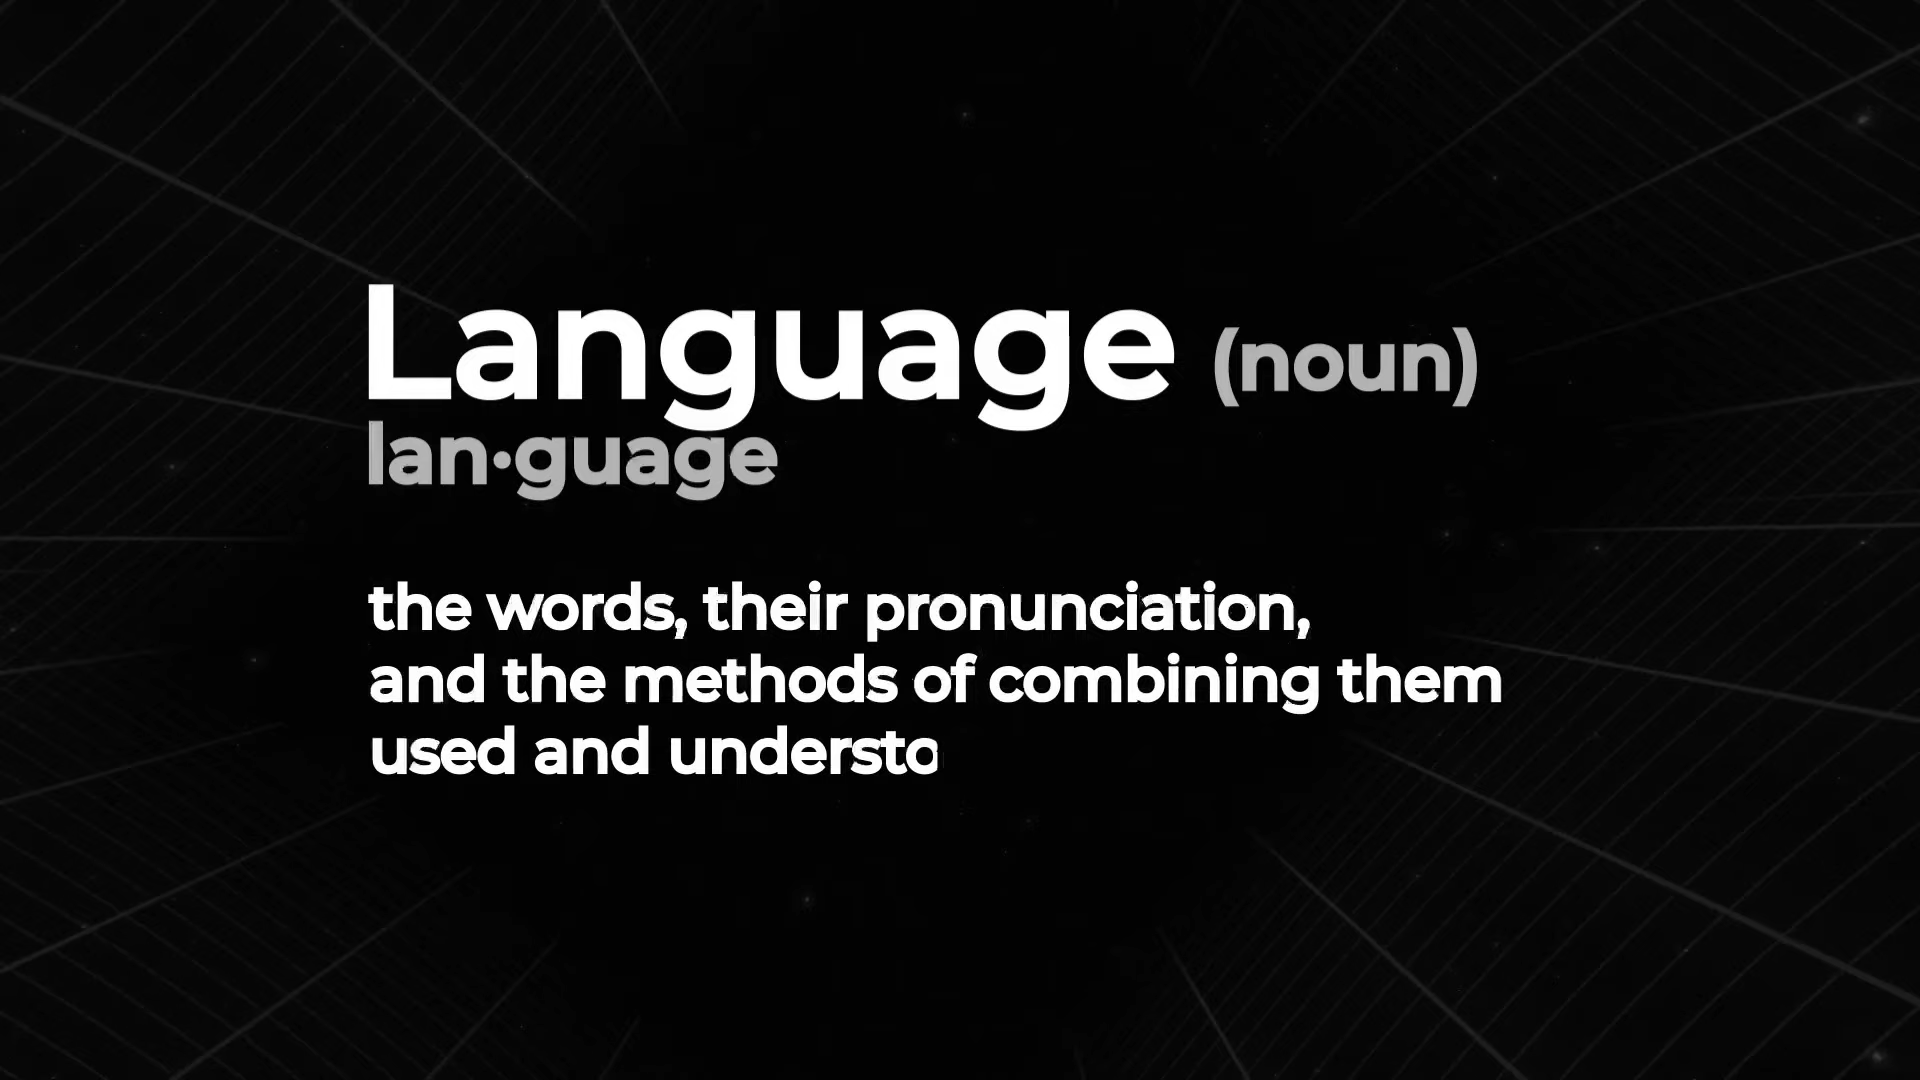 Language (noun)
lan•guage
the words, their pronunciation,
and the methods of combining them
used and understo